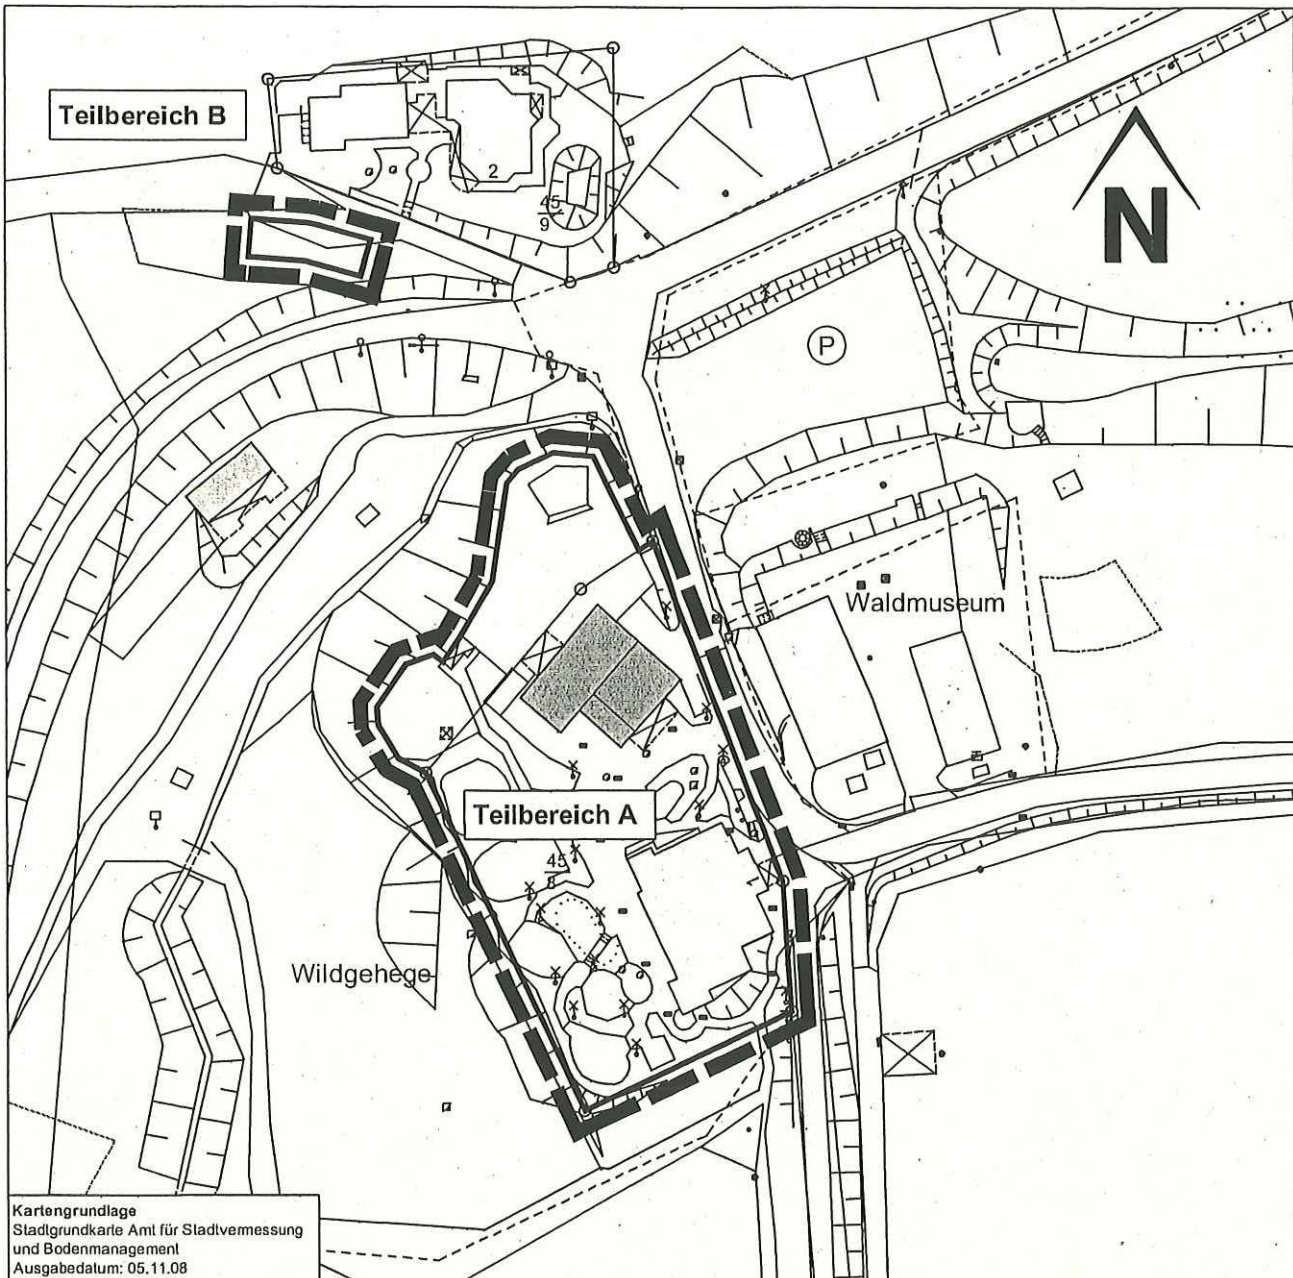 Teilbereich B
2
45
9
N
P
Waldmuseum
Teilbereich A
45
8
Wildgehege
Kartengrundlage
Stadtgrundkarte Amt für Stadtvermessung
und Bodenmanagement
Ausgabedatum: 05.11.08